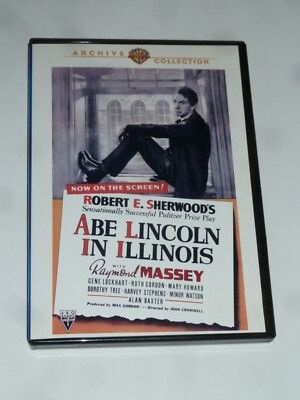 ARCHIVE COLLECTION
NOW ON THE SCREEN!
ROBERT E. SHERWOOD'S
Sensationally Successful Pulitzer Prize Play
ABE LINCOLN
IN ILLINOIS
WITH
Raymond MASSEY
GENE LOCKHART · RUTH GORDON · MARY HOWARD
DOROTHY TREE · HARVEY STEPHENS · MINOR WATSON
ALAN BAXTER
Produced by MAX GORDON · Directed by JOHN CROMWELL